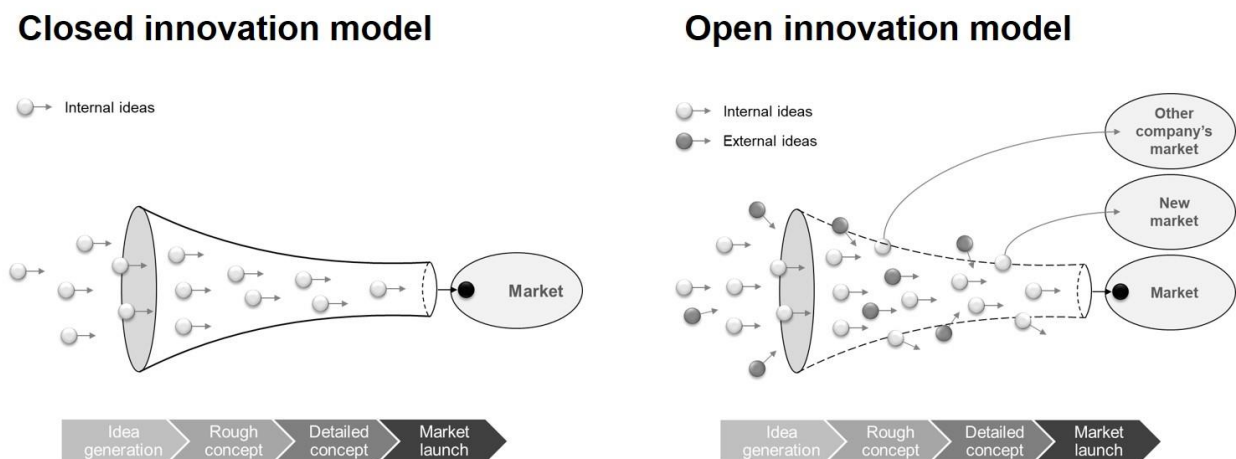 Closed innovation model
Internal ideas
Market
Idea
generation
Rough
concept
Detailed
concept
Market
launch
Open innovation model
Internal ideas
External ideas
Other
company's
market
New
market
Market
Idea
generation
Rough
concept
Detailed
concept
Market
launch